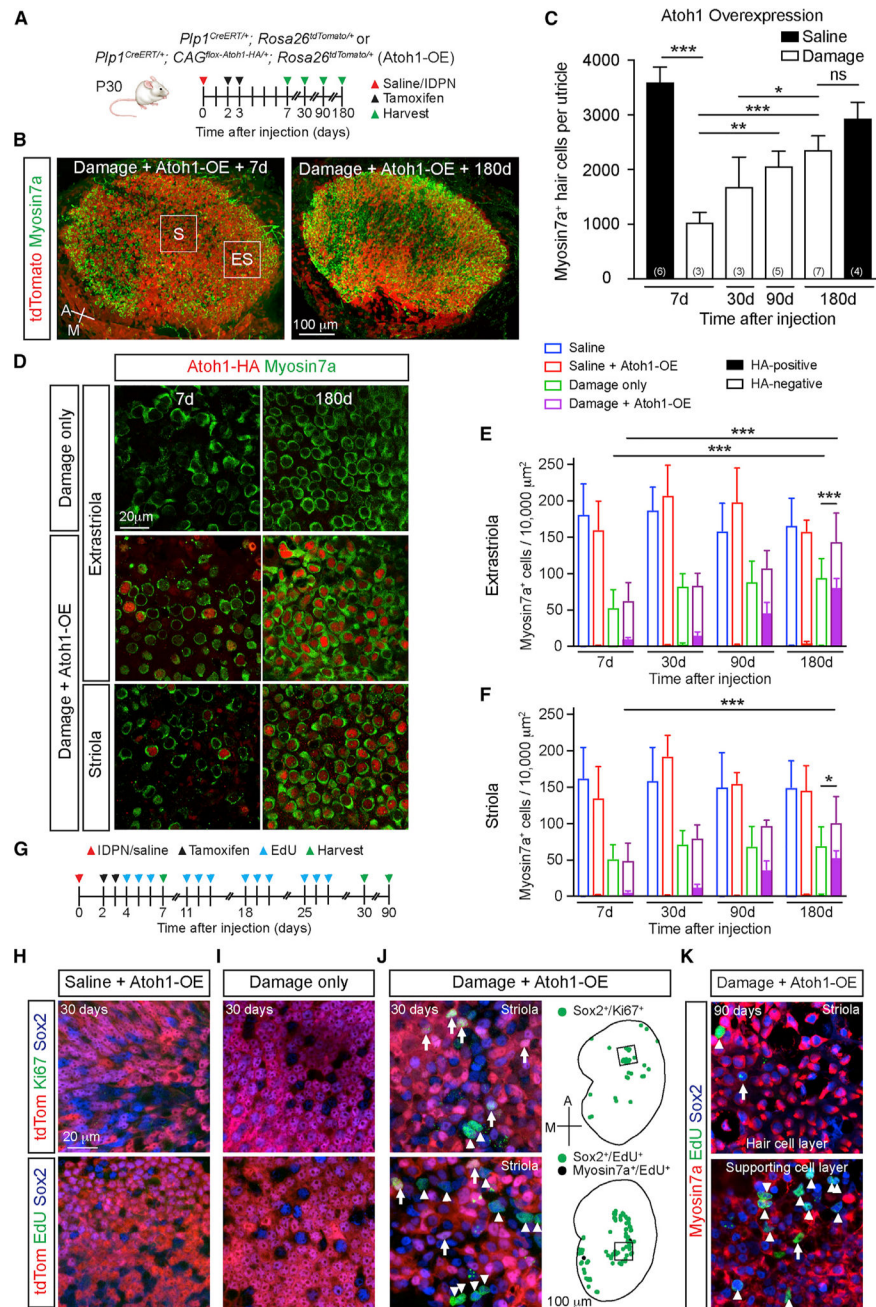 A
Plp1CreERT/+; Rosa26tdTomato/+ or
Plp1CreERT/+; CAGflox-Atoh1-HA/+; Rosa26tdTomato/+ (Atoh1-OE)
P30
Saline/IDPN
Tamoxifen
Harvest
0 2 3 7 30 90 180
Time after injection (days)
B
tdTomato Myosin7a
Damage + Atoh1-OE + 7d
Damage + Atoh1-OE + 180d
S
ES
A
M
100 μm
C
Atoh1 Overexpression
Saline
Damage
Myosin7a+ hair cells per utricle
4000
3000
2000
1000
0
***
ns
*
***
**
(6) (3) (3) (5) (7) (4)
7d 30d 90d 180d
Time after injection
D
Atoh1-HA Myosin7a
7d 180d
Damage only
Extrastriola
Damage + Atoh1-OE
Striola
20μm
Saline
Saline + Atoh1-OE
Damage only
Damage + Atoh1-OE
HA-positive
HA-negative
E
Extrastriola
Myosin7a+ cells / 10,000 μm2
250
200
150
100
50
0
***
***
***
7d 30d 90d 180d
Time after injection
F
Striola
Myosin7a+ cells / 10,000 μm2
250
200
150
100
50
0
***
*
7d 30d 90d 180d
Time after injection
G
IDPN/saline Tamoxifen EdU Harvest
0 2 4 7 11 18 25 30 90
Time after injection (days)
H
Saline + Atoh1-OE
tdTom Ki67 Sox2
30 days
20 μm
tdTom EdU Sox2
I
Damage only
30 days
J
Damage + Atoh1-OE
30 days
Striola
Striola
Sox2+/Ki67+
A
M
Sox2+/EdU+
Myosin7a+/EdU+
100 μm
K
Damage + Atoh1-OE
Myosin7a EdU Sox2
90 days
Striola
Hair cell layer
Supporting cell layer